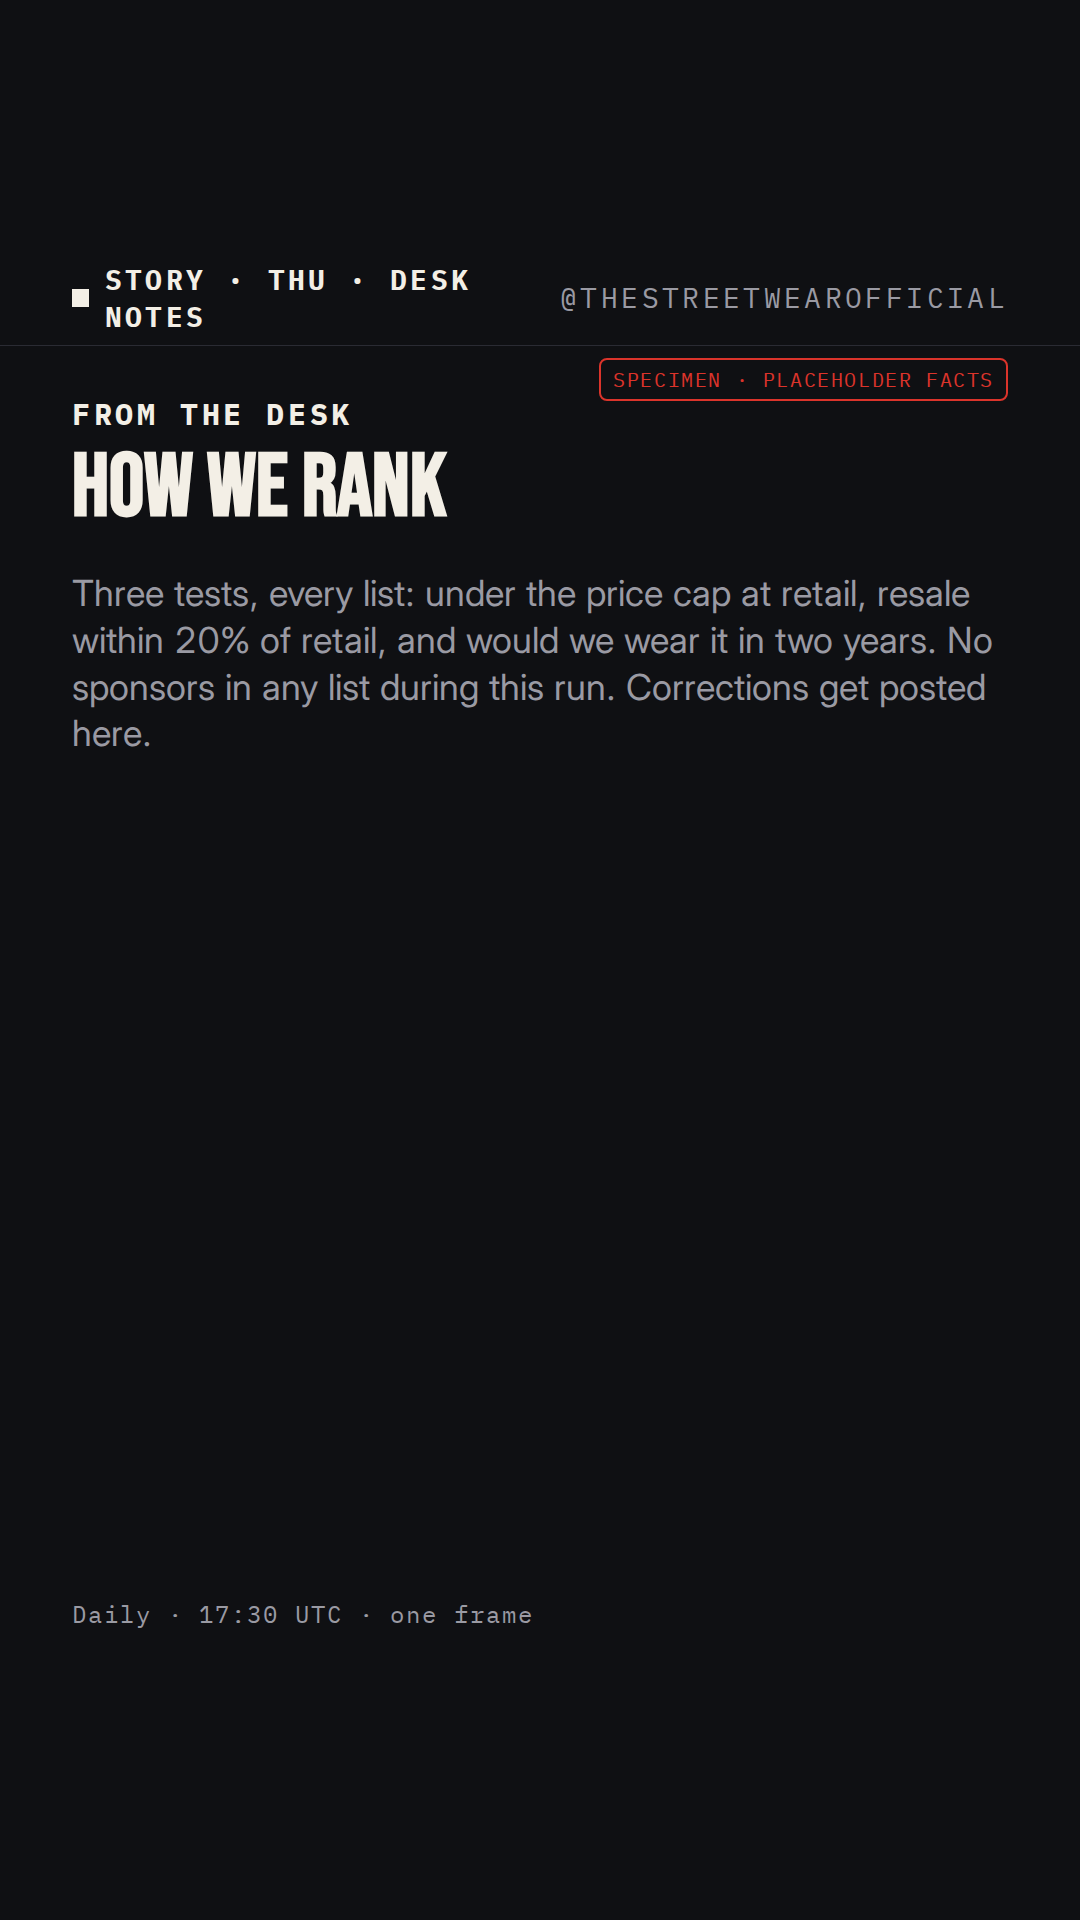 STORY · THU · DESK
NOTES
@THESTREETWEAROFFICIAL
SPECIMEN · PLACEHOLDER FACTS
FROM THE DESK
HOW WE RANK
Three tests, every list: under the price cap at retail, resale
within 20% of retail, and would we wear it in two years. No
sponsors in any list during this run. Corrections get posted
here.
Daily · 17:30 UTC · one frame